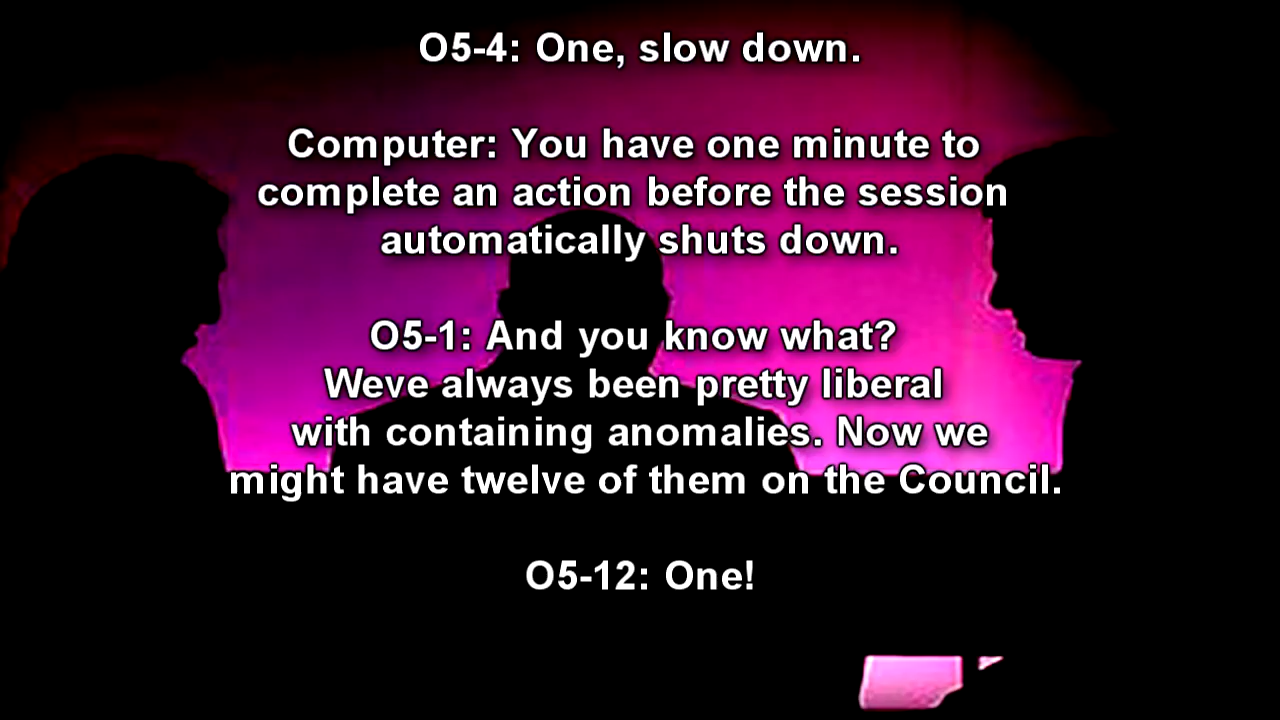 O5-4: One, slow down.
Computer: You have one minute to
complete an action before the session
automatically shuts down.
O5-1: And you know what?
Weve always been pretty liberal
with containing anomalies. Now we
might have twelve of them on the Council.
O5-12: One!